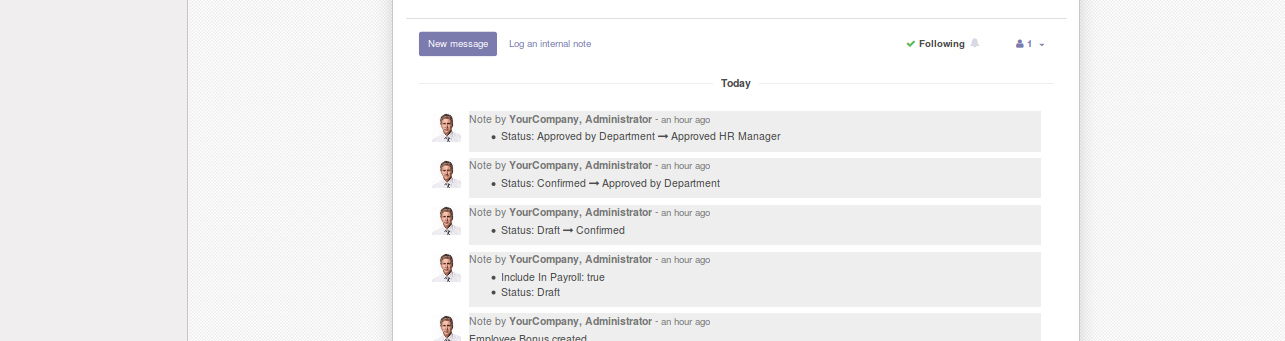 New message Log an internal note Following 1
Today
Note by YourCompany, Administrator - an hour ago
• Status: Approved by Department → Approved HR Manager
Note by YourCompany, Administrator - an hour ago
• Status: Confirmed → Approved by Department
Note by YourCompany, Administrator - an hour ago
• Status: Draft → Confirmed
Note by YourCompany, Administrator - an hour ago
• Include In Payroll: true
• Status: Draft
Note by YourCompany, Administrator - an hour ago
Employee Bonus created